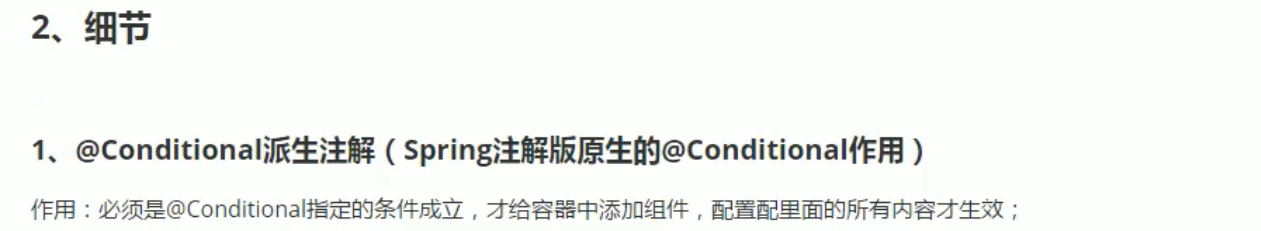 2、细节
1、@Conditional派生注解（Spring注解版原生的@Conditional作用）
作用：必须是@Conditional指定的条件成立，才给容器中添加组件，配置配里面的所有内容才生效；